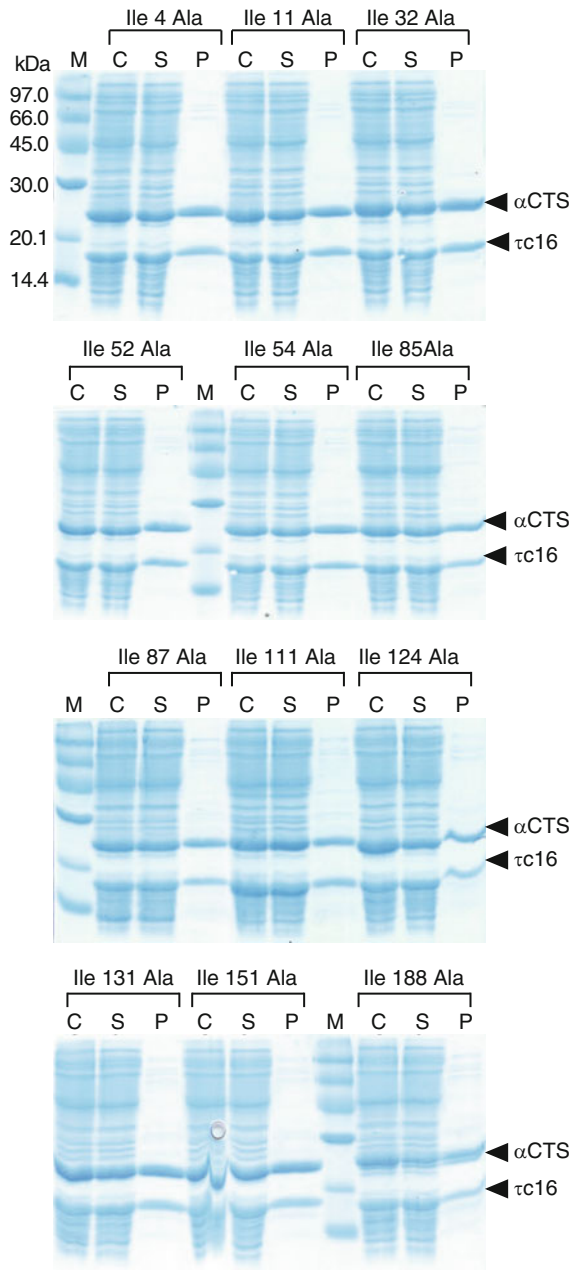 Ile 4 Ala Ile 11 Ala Ile 32 Ala
kDa M C S P C S P C S P
97.0
66.0
45.0
30.0
αCTS
20.1
τc16
14.4
Ile 52 Ala Ile 54 Ala Ile 85Ala
C S P M C S P C S P
αCTS
τc16
Ile 87 Ala Ile 111 Ala Ile 124 Ala
M C S P C S P C S P
αCTS
τc16
Ile 131 Ala Ile 151 Ala Ile 188 Ala
C S P C S P M C S P
αCTS
τc16